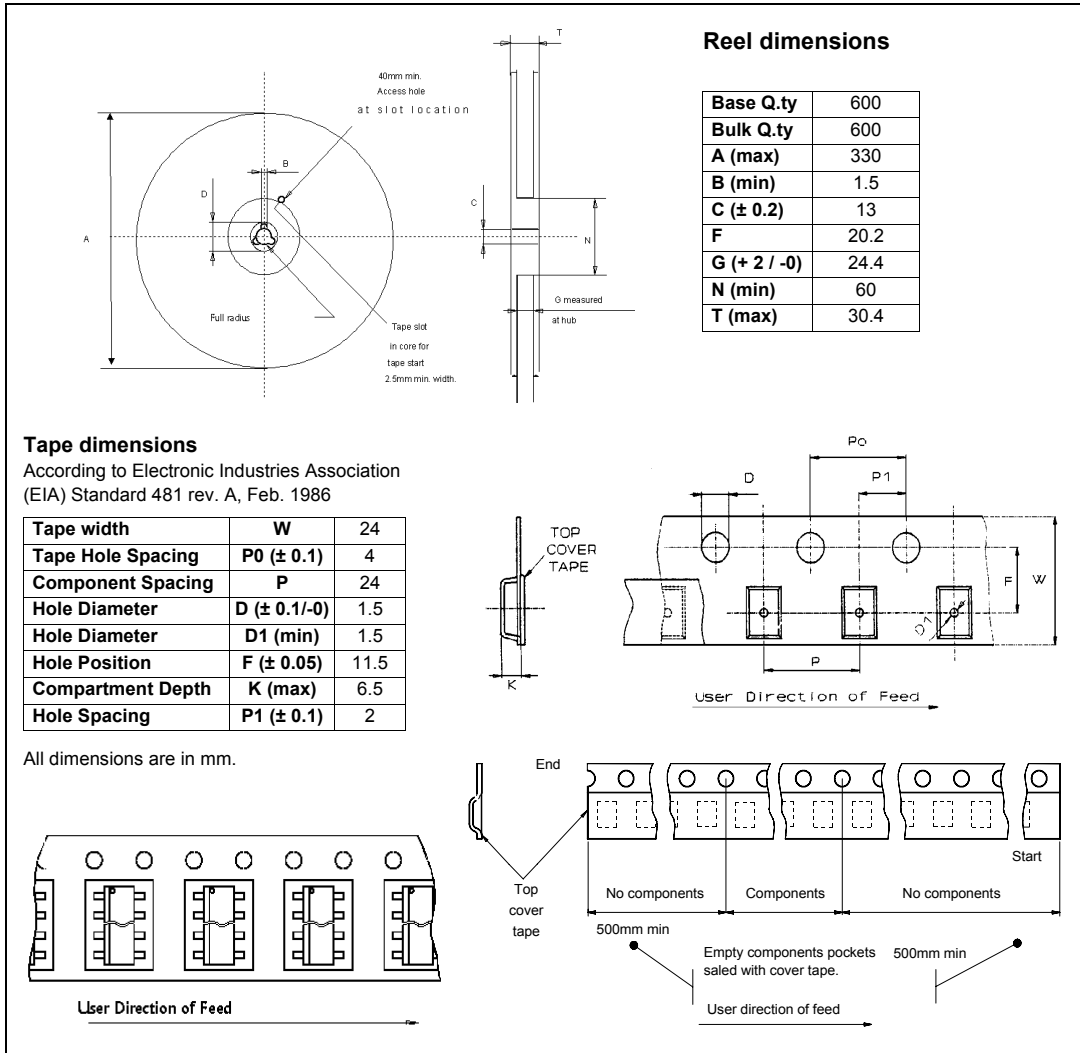 Reel dimensions
T
40mm min.
Access hole
at slot location
B
D
A
C
N
Full radius
Tape slot
in core for
tape start
2.5mm min. width.
G measured
at hub
Base Q.ty 600
Bulk Q.ty 600
A (max) 330
B (min) 1.5
C (± 0.2) 13
F 20.2
G (+ 2 / -0) 24.4
N (min) 60
T (max) 30.4
Tape dimensions
According to Electronic Industries Association
(EIA) Standard 481 rev. A, Feb. 1986
Tape width W 24
Tape Hole Spacing P0 (± 0.1) 4
Component Spacing P 24
Hole Diameter D (± 0.1/-0) 1.5
Hole Diameter D1 (min) 1.5
Hole Position F (± 0.05) 11.5
Compartment Depth K (max) 6.5
Hole Spacing P1 (± 0.1) 2
All dimensions are in mm.
TOP
COVER
TAPE
K
Po
D
P1
F
W
D1
P
User Direction of Feed
User Direction of Feed
End
Start
Top
cover
tape
No components
Components
No components
500mm min
Empty components pockets
saled with cover tape.
500mm min
User direction of feed